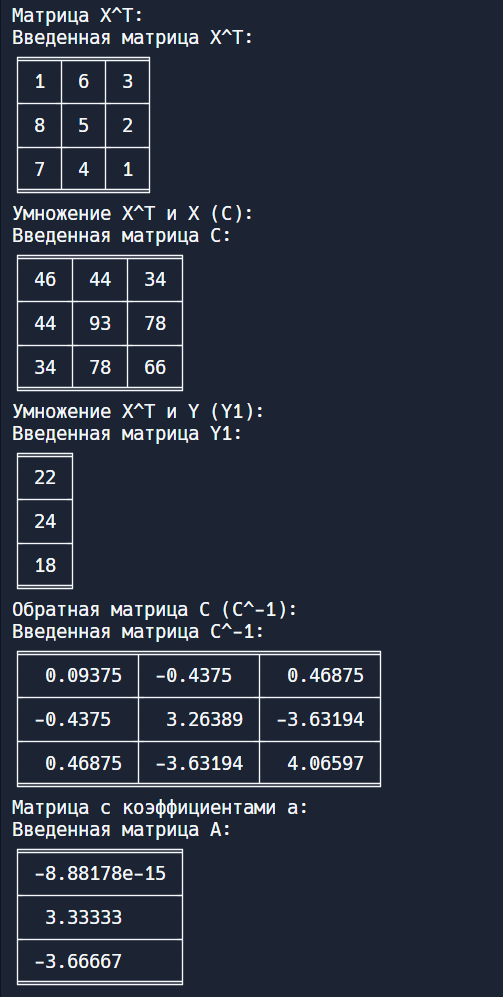 Матрица X^T:
Введенная матрица X^T:
1 6 3
8 5 2
7 4 1
Умножение X^T и X (C):
Введенная матрица C:
46 44 34
44 93 78
34 78 66
Умножение X^T и Y (Y1):
Введенная матрица Y1:
22
24
18
Обратная матрица C (C^-1):
Введенная матрица C^-1:
0.09375 -0.4375 0.46875
-0.4375 3.26389 -3.63194
0.46875 -3.63194 4.06597
Матрица с коэффициентами a:
Введенная матрица A:
-8.88178e-15
3.33333
-3.66667